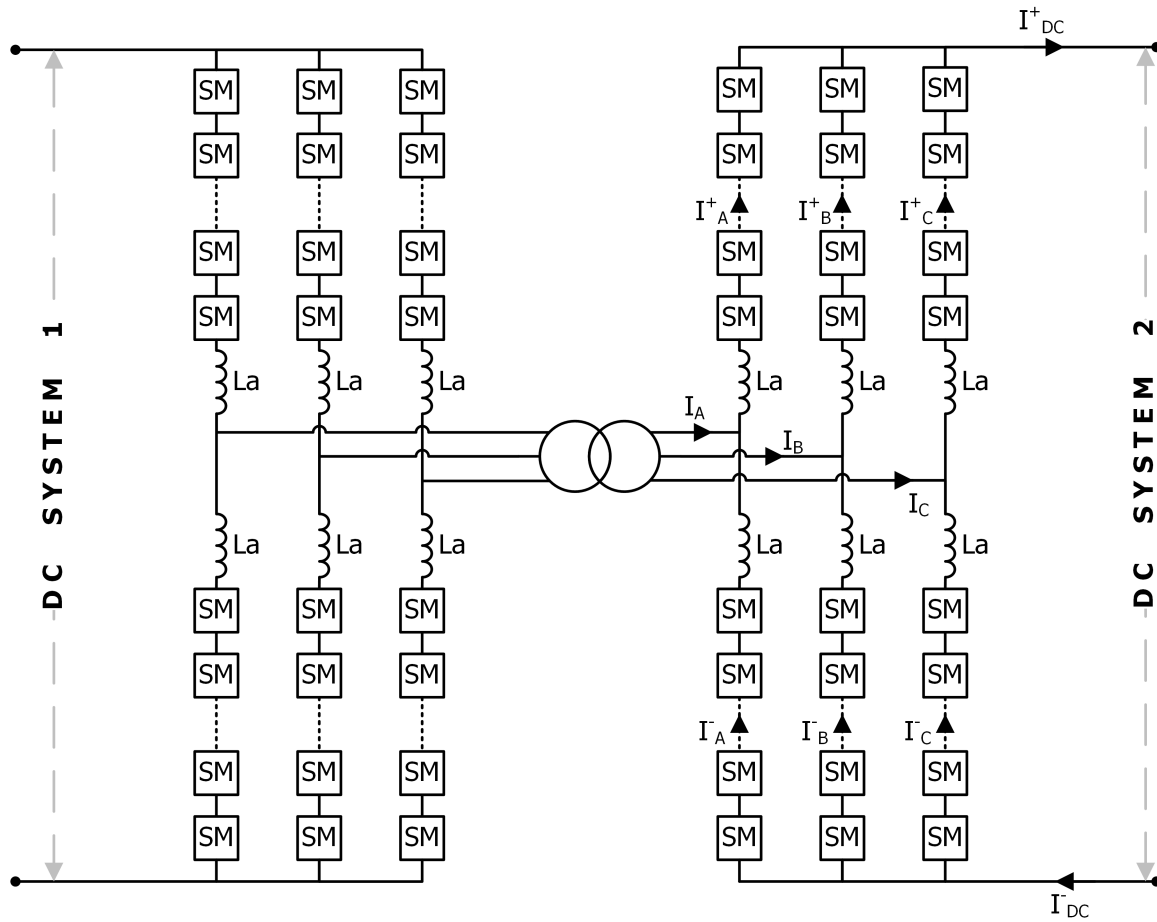 I⁺DC
SM SM SM SM SM SM
SM SM SM SM SM SM
I⁺A I⁺B I⁺C
SM SM SM SM SM SM
SM SM SM SM SM SM
DC SYSTEM 1
DC SYSTEM 2
La La La La La La
IA
IB
IC
La La La La La La
SM SM SM SM SM SM
SM SM SM SM SM SM
I⁻A I⁻B I⁻C
SM SM SM SM SM SM
SM SM SM SM SM SM
I⁻DC